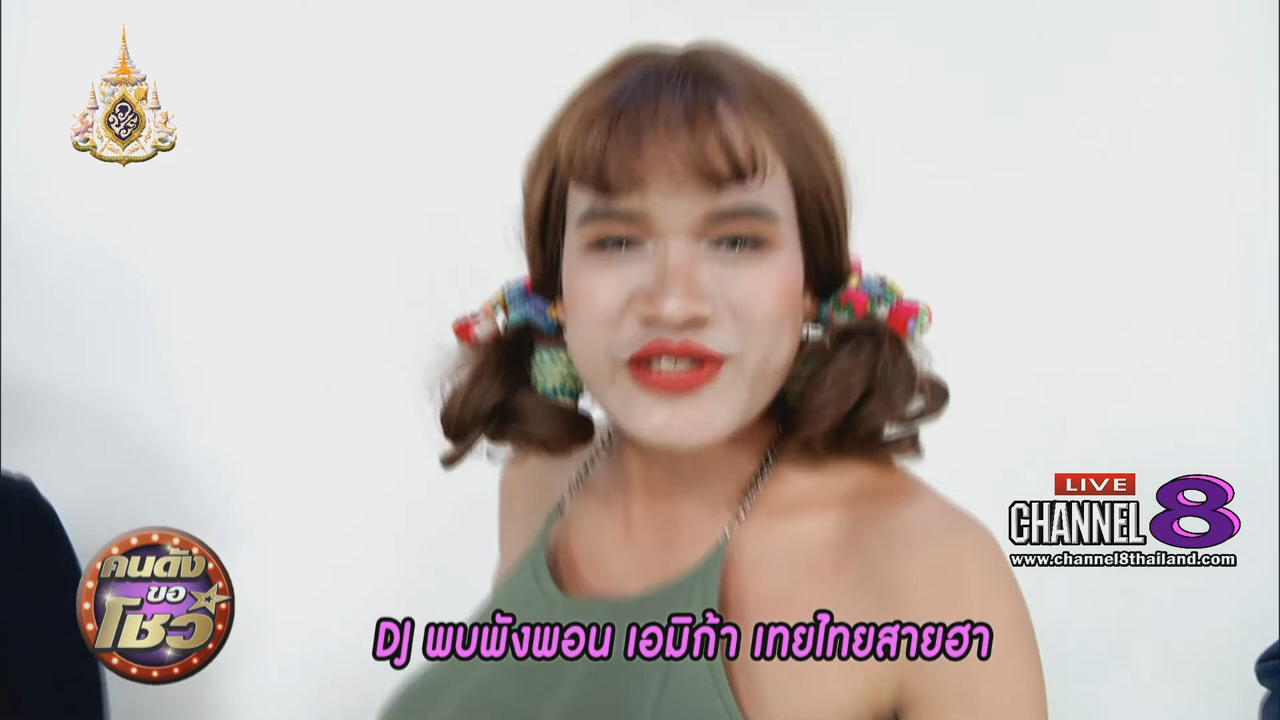 LIVE
CHANNEL 8
www.channel8thailand.com
คนดัง
ขอ
โชว์
DJ พบพังพอน เอมิก้า เทยไทยสายฮา